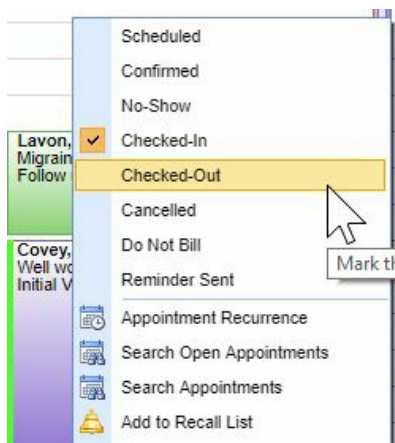 Scheduled
Confirmed
No-Show
Lavon,
Checked-In
Migrain
Follow
Checked-Out
Cancelled
Covey,
Do Not Bill
Well wo
Mark th
Initial V
Reminder Sent
Appointment Recurrence
Search Open Appointments
Search Appointments
Add to Recall List